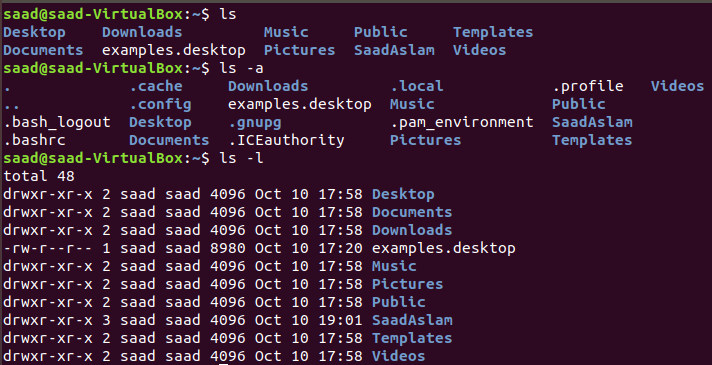 saad@saad-VirtualBox:~$ ls
Desktop    Downloads         Music     Public     Templates
Documents  examples.desktop  Pictures  SaadAslam  Videos
saad@saad-VirtualBox:~$ ls -a
.             .cache     Downloads         .local            .profile   Videos
..            .config    examples.desktop  Music             Public
.bash_logout  Desktop    .gnupg            .pam_environment  SaadAslam
.bashrc       Documents  .ICEauthority     Pictures          Templates
saad@saad-VirtualBox:~$ ls -l
total 48
drwxr-xr-x 2 saad saad 4096 Oct 10 17:58 Desktop
drwxr-xr-x 2 saad saad 4096 Oct 10 17:58 Documents
drwxr-xr-x 2 saad saad 4096 Oct 10 17:58 Downloads
-rw-r--r-- 1 saad saad 8980 Oct 10 17:20 examples.desktop
drwxr-xr-x 2 saad saad 4096 Oct 10 17:58 Music
drwxr-xr-x 2 saad saad 4096 Oct 10 17:58 Pictures
drwxr-xr-x 2 saad saad 4096 Oct 10 17:58 Public
drwxr-xr-x 3 saad saad 4096 Oct 10 19:01 SaadAslam
drwxr-xr-x 2 saad saad 4096 Oct 10 17:58 Templates
drwxr-xr-x 2 saad saad 4096 Oct 10 17:58 Videos